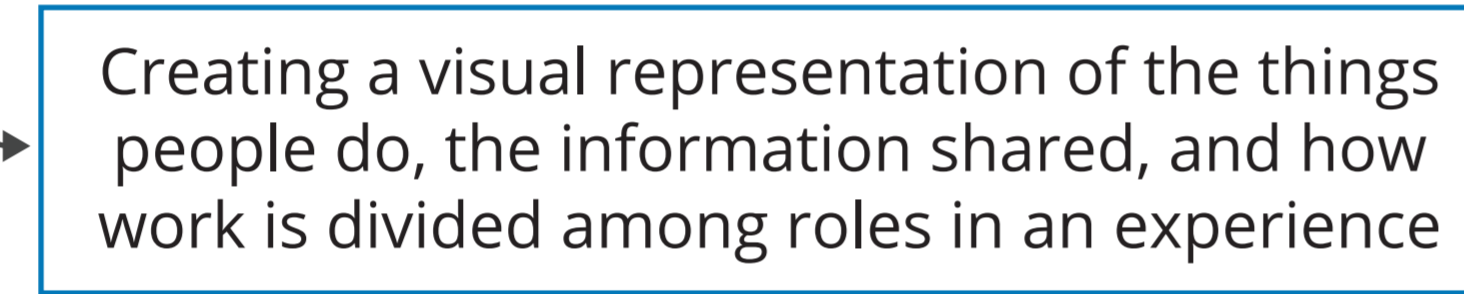 Creating a visual representation of the things
people do, the information shared, and how
work is divided among roles in an experience